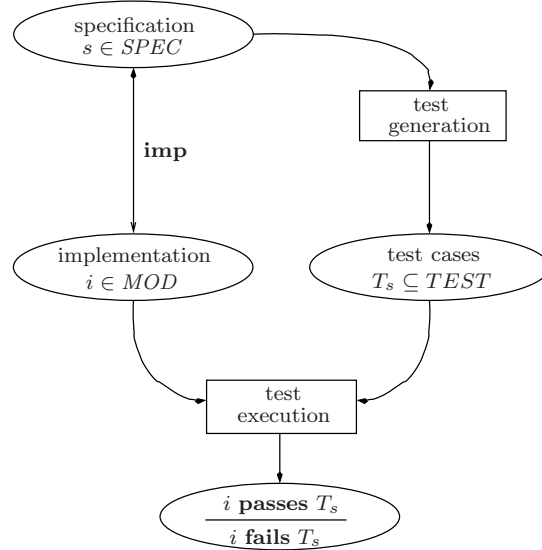 specification
s ∈ SPEC
test
generation
imp
implementation
i ∈ MOD
test cases
T_s ⊆ TEST
test
execution
i passes T_s
i fails T_s